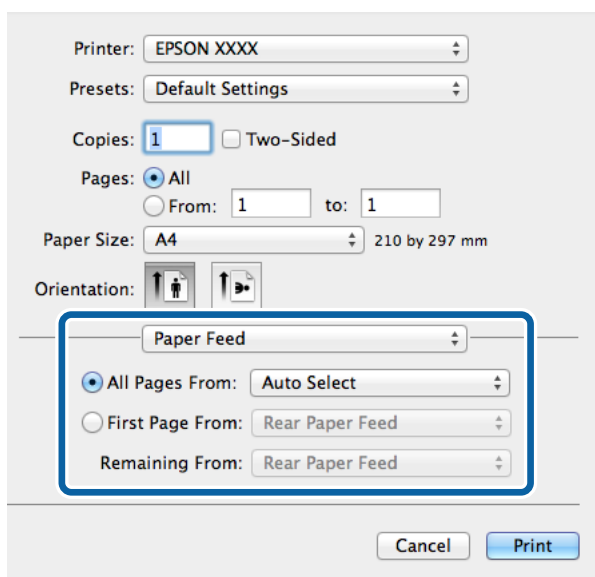 Printer: EPSON XXXX
Presets: Default Settings
Copies: 1 Two-Sided
Pages: All
From: 1 to: 1
Paper Size: A4 210 by 297 mm
Orientation:
Paper Feed
All Pages From: Auto Select
First Page From: Rear Paper Feed
Remaining From: Rear Paper Feed
Cancel Print